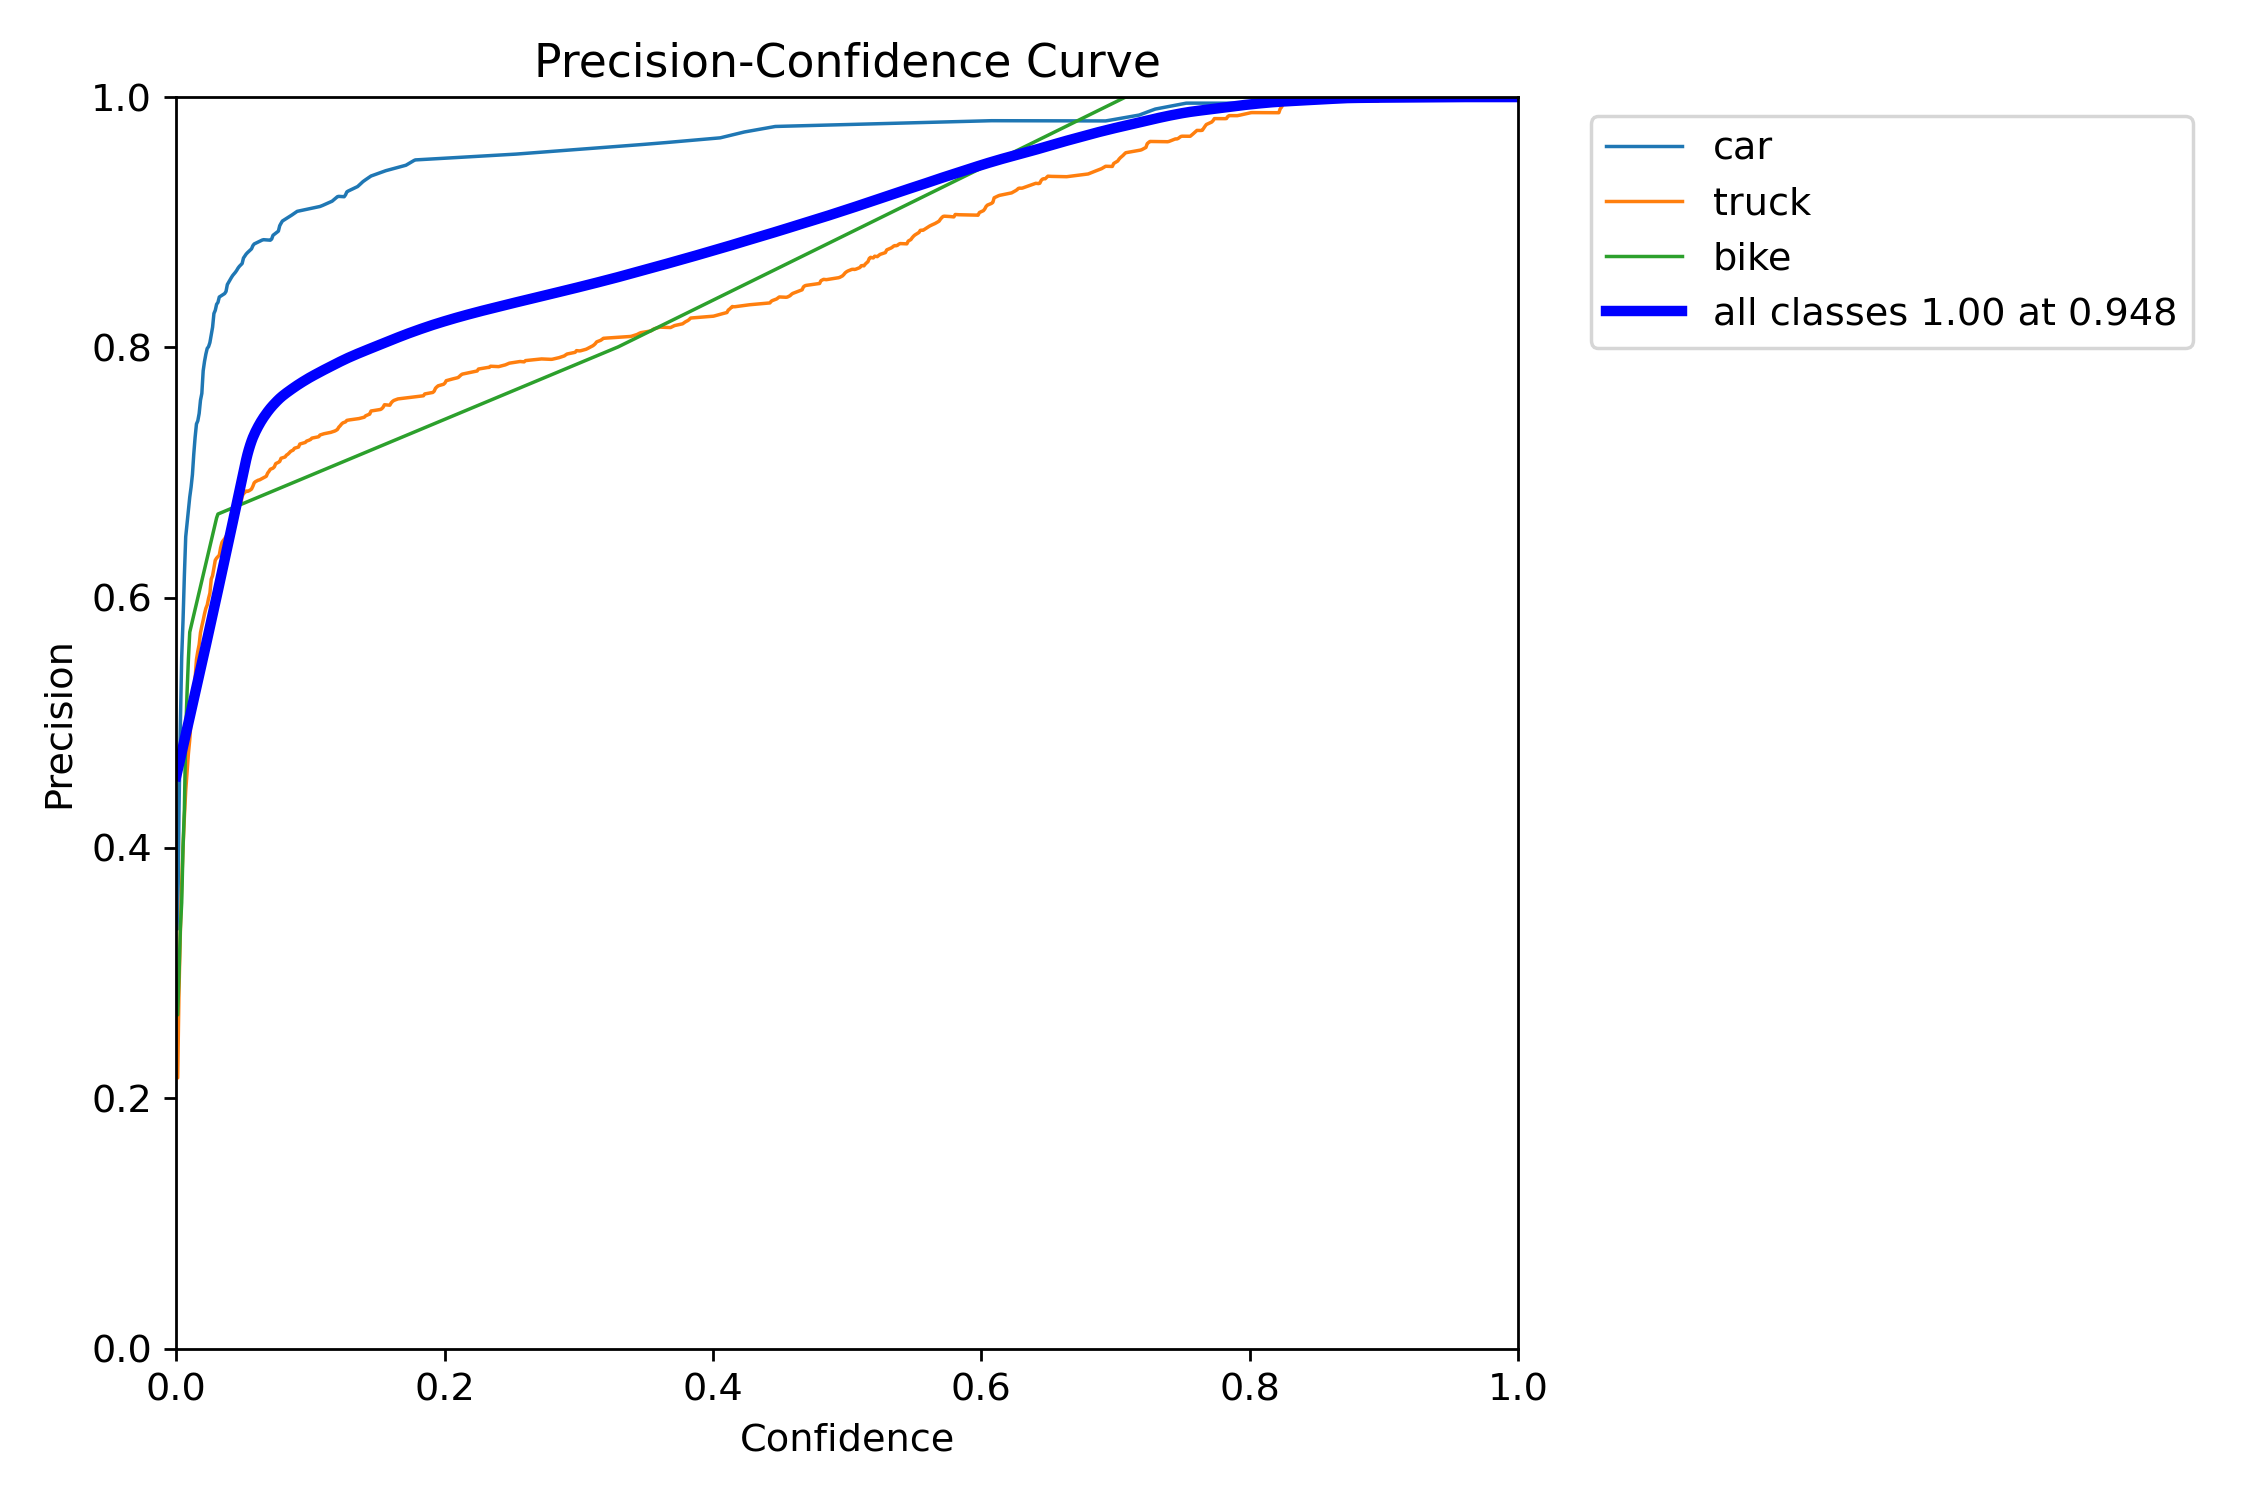 Precision-Confidence Curve
1.0
0.8
0.6
0.4
0.2
0.0
Precision
0.0 0.2 0.4 0.6 0.8 1.0
Confidence
car
truck
bike
all classes 1.00 at 0.948